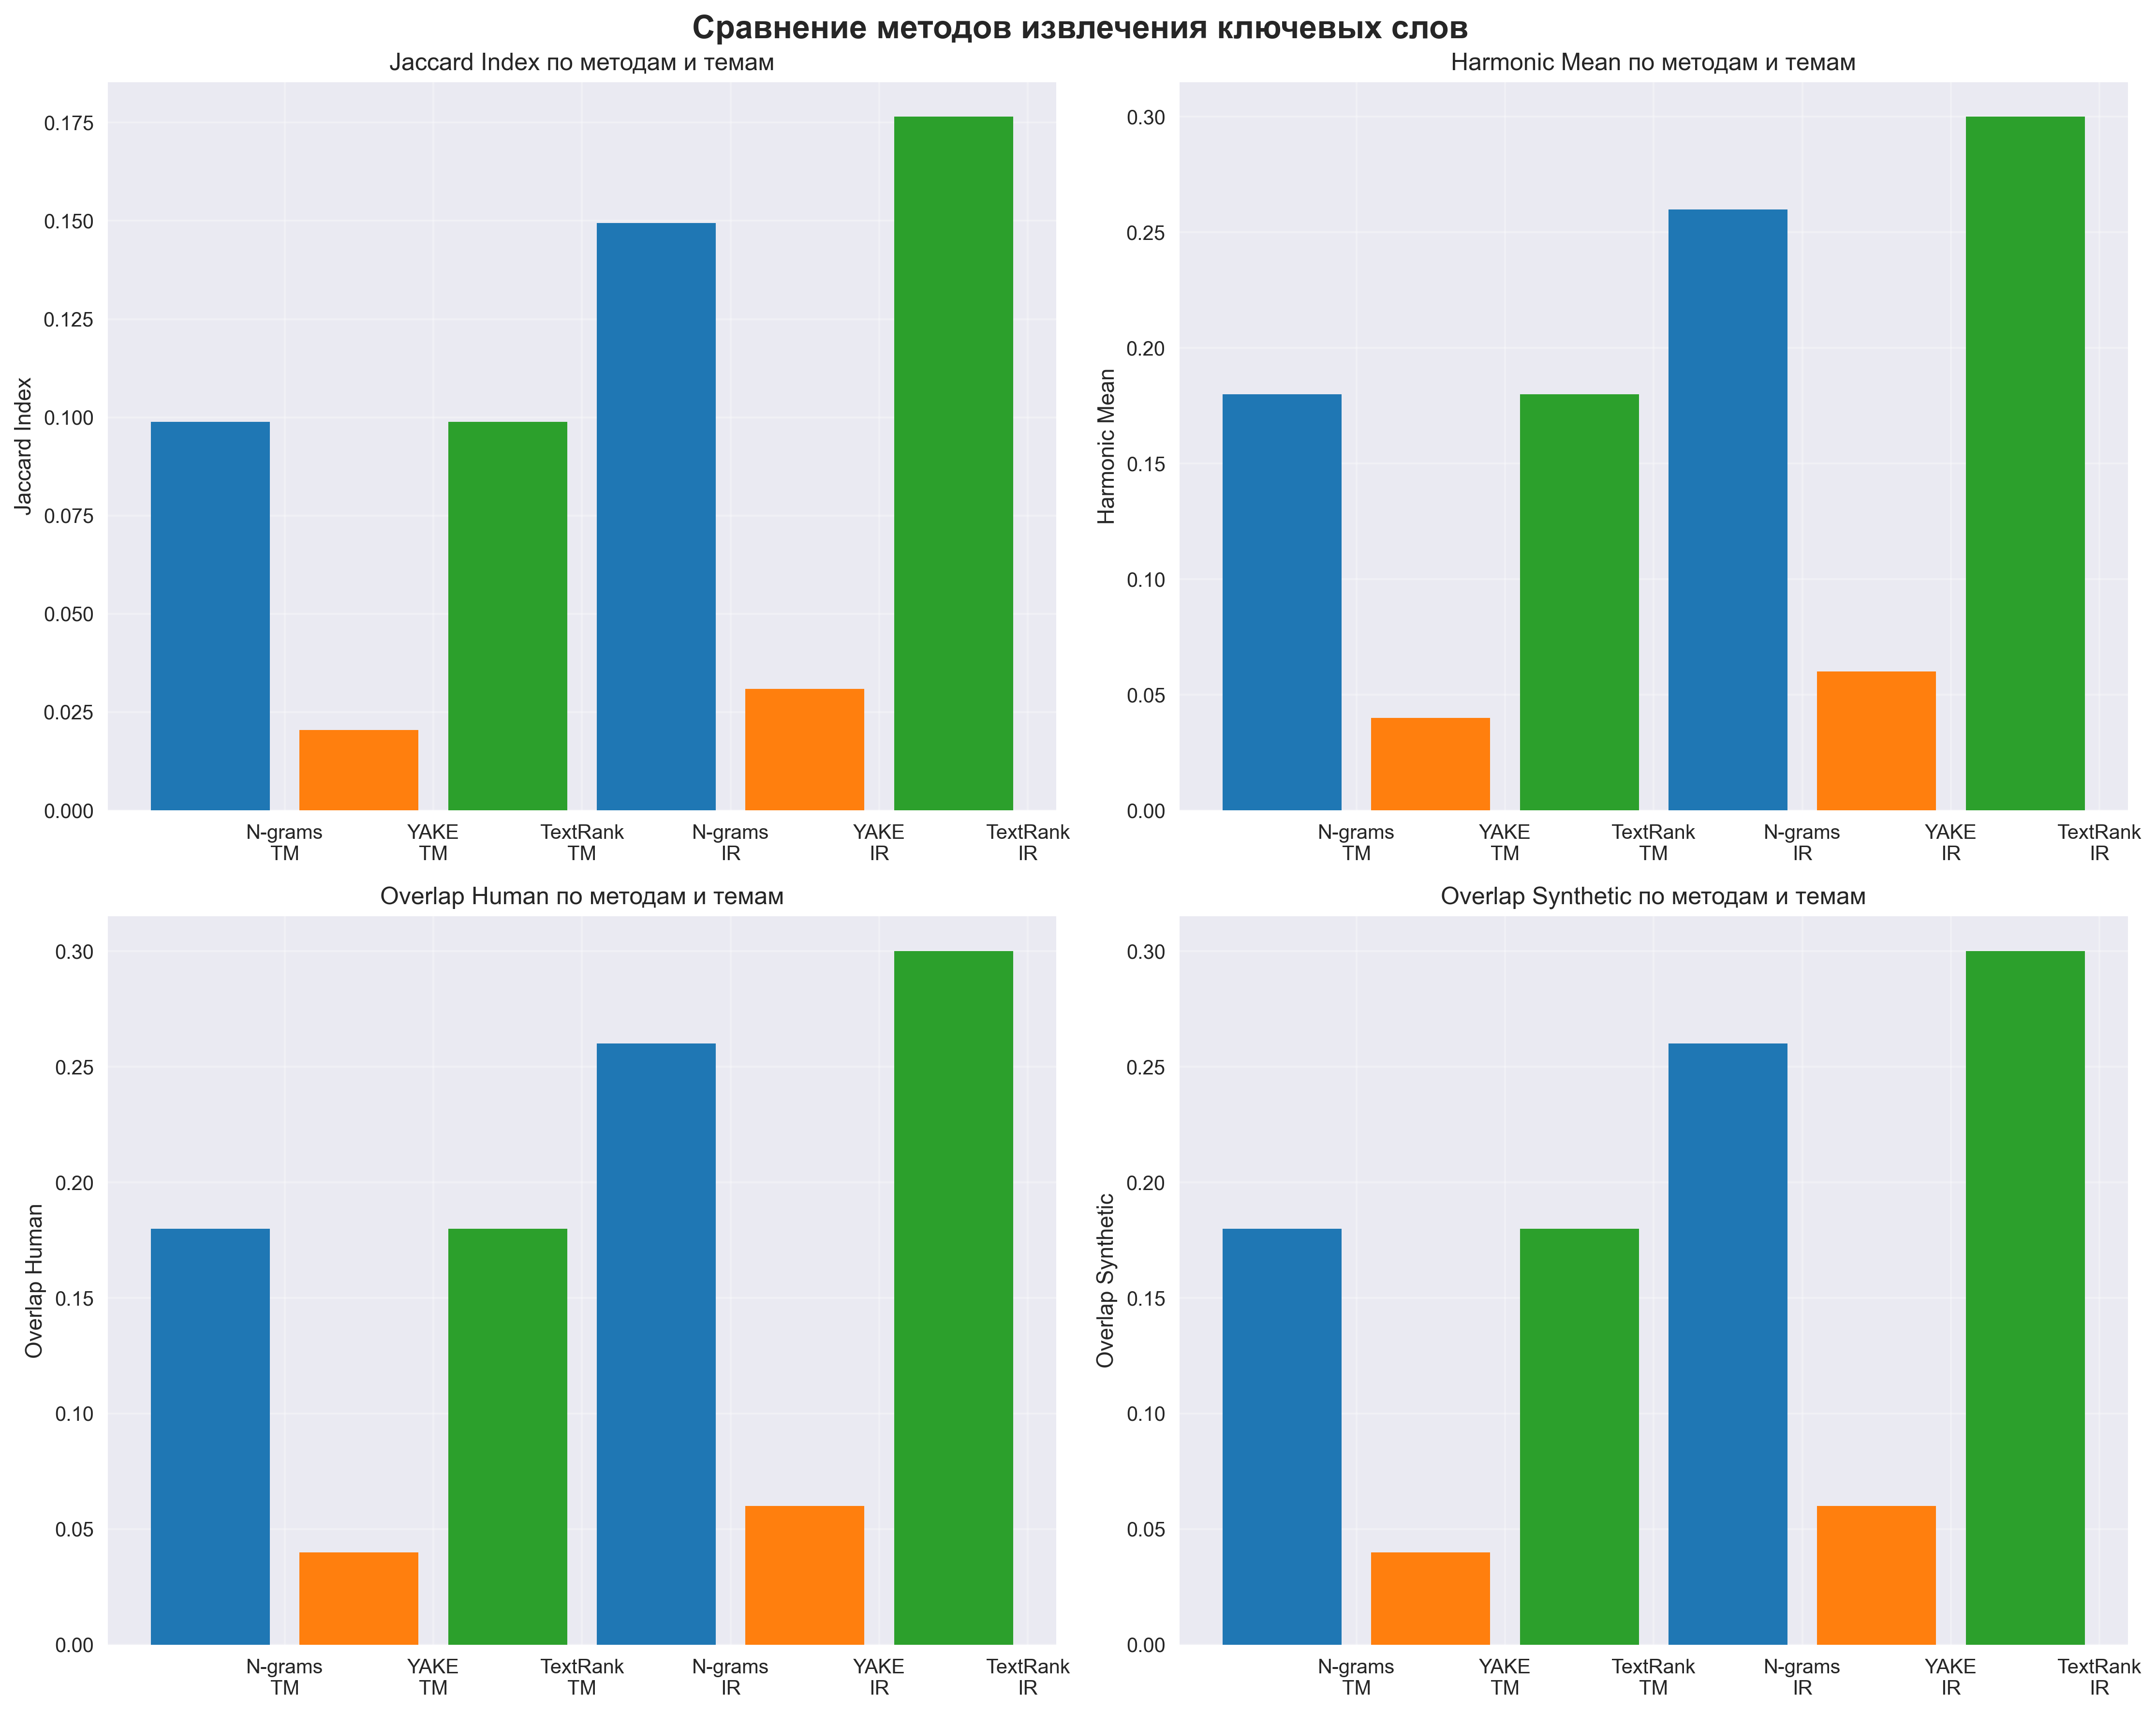 Сравнение методов извлечения ключевых слов
Jaccard Index по методам и темам
Jaccard Index
0.175
0.150
0.125
0.100
0.075
0.050
0.025
0.000
N-grams YAKE TextRank N-grams YAKE TextRank
TM TM TM IR IR IR
Harmonic Mean по методам и темам
Harmonic Mean
0.30
0.25
0.20
0.15
0.10
0.05
0.00
N-grams YAKE TextRank N-grams YAKE TextRank
TM TM TM IR IR IR
Overlap Human по методам и темам
Overlap Human
0.30
0.25
0.20
0.15
0.10
0.05
0.00
N-grams YAKE TextRank N-grams YAKE TextRank
TM TM TM IR IR IR
Overlap Synthetic по методам и темам
Overlap Synthetic
0.30
0.25
0.20
0.15
0.10
0.05
0.00
N-grams YAKE TextRank N-grams YAKE TextRank
TM TM TM IR IR IR